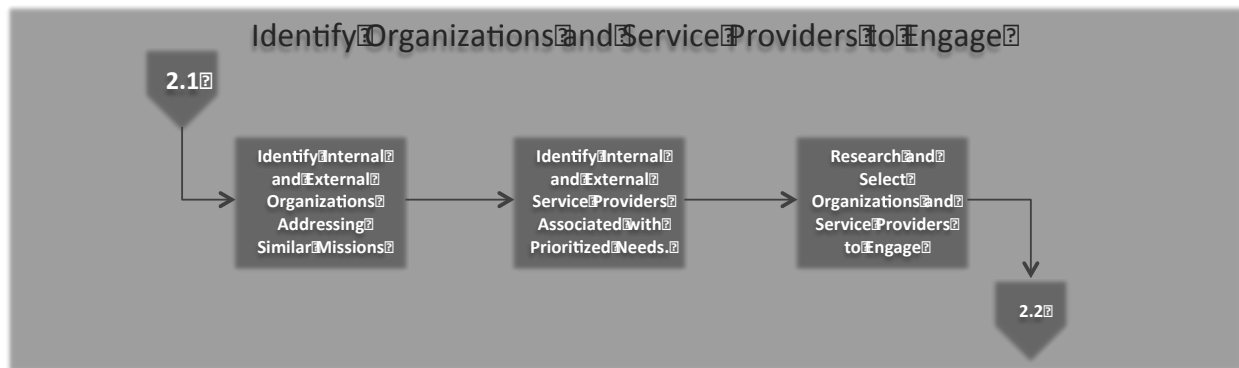 Identify Organizations and Service Providers to Engage
2.1
Identify Internal
and External
Organizations
Addressing
Similar Missions
Identify Internal
and External
Service Providers
Associated with
Prioritized Needs.
Research and
Select
Organizations and
Service Providers
to Engage
2.2